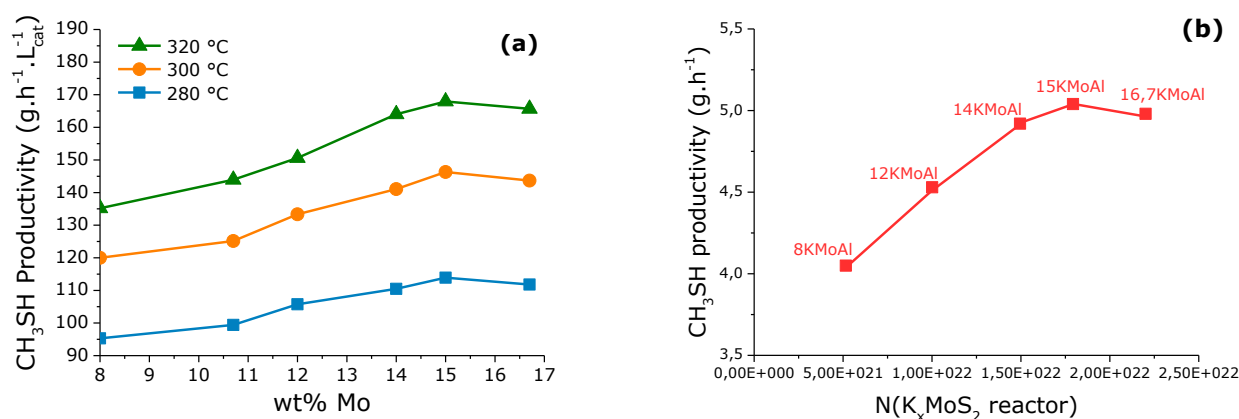 (a)
320 °C
300 °C
280 °C
CH₃SH Productivity (g.h⁻¹.L⁻¹cat)
190
180
170
160
150
140
130
120
110
100
90
8 9 10 11 12 13 14 15 16 17
wt% Mo
(b)
CH₃SH productivity (g.h⁻¹)
5,5
5,0
4,5
4,0
3,5
8KMoAl
12KMoAl
14KMoAl
15KMoAl
16,7KMoAl
0,00E+000 5,00E+021 1,00E+022 1,50E+022 2,00E+022 2,50E+022
N(KₓMoS₂ reactor)